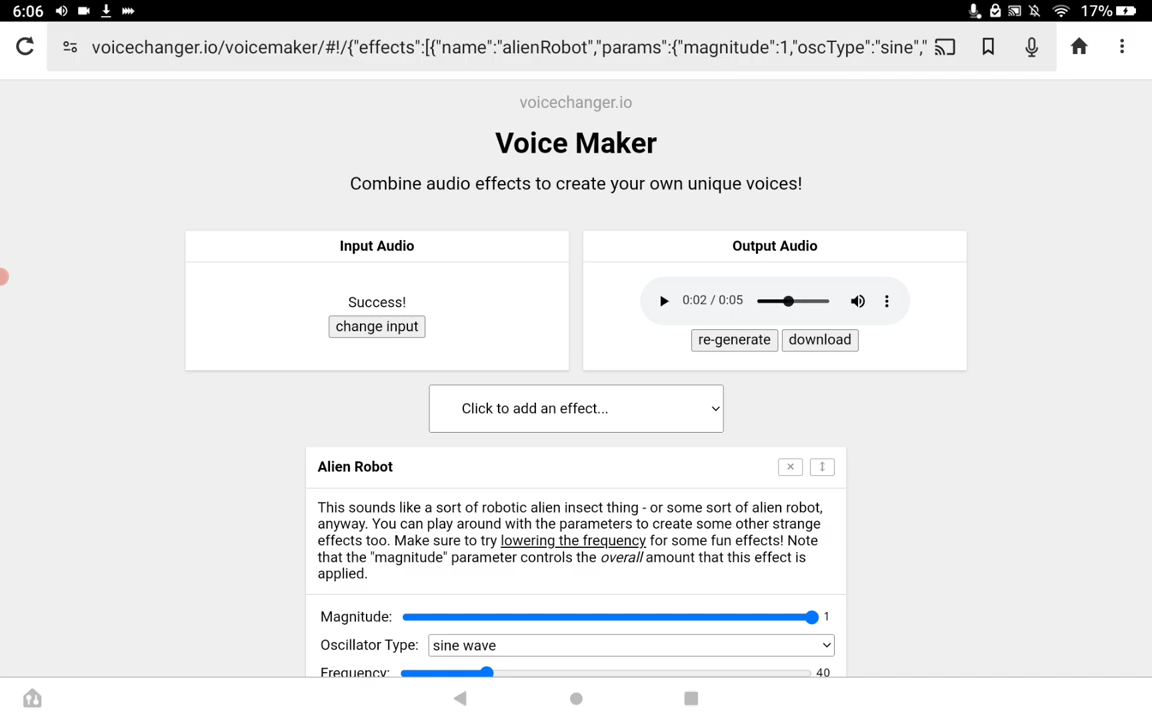 6:06
17%
voicechanger.io/voicemaker/#!/{"effects":[{"name":"alienRobot","params":{"magnitude":1,"oscType":"sine","
voicechanger.io
Voice Maker
Combine audio effects to create your own unique voices!
Input Audio
Success!
change input
Output Audio
0:02 / 0:05
re-generate
download
Click to add an effect...
Alien Robot
This sounds like a sort of robotic alien insect thing - or some sort of alien robot,
anyway. You can play around with the parameters to create some other strange
effects too. Make sure to try lowering the frequency for some fun effects! Note
that the "magnitude" parameter controls the overall amount that this effect is
applied.
Magnitude: 1
Oscillator Type: sine wave
Frequency: 40